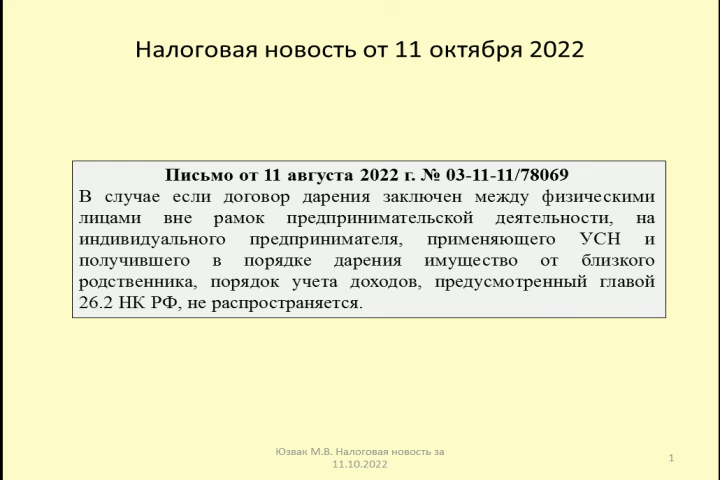 Налоговая новость от 11 октября 2022
Письмо от 11 августа 2022 г. № 03-11-11/78069
В случае если договор дарения заключен между физическими
лицами вне рамок предпринимательской деятельности, на
индивидуального предпринимателя, применяющего УСН и
получившего в порядке дарения имущество от близкого
родственника, порядок учета доходов, предусмотренный главой
26.2 НК РФ, не распространяется.
Юзвак М.В. Налоговая новость за
11.10.2022
1